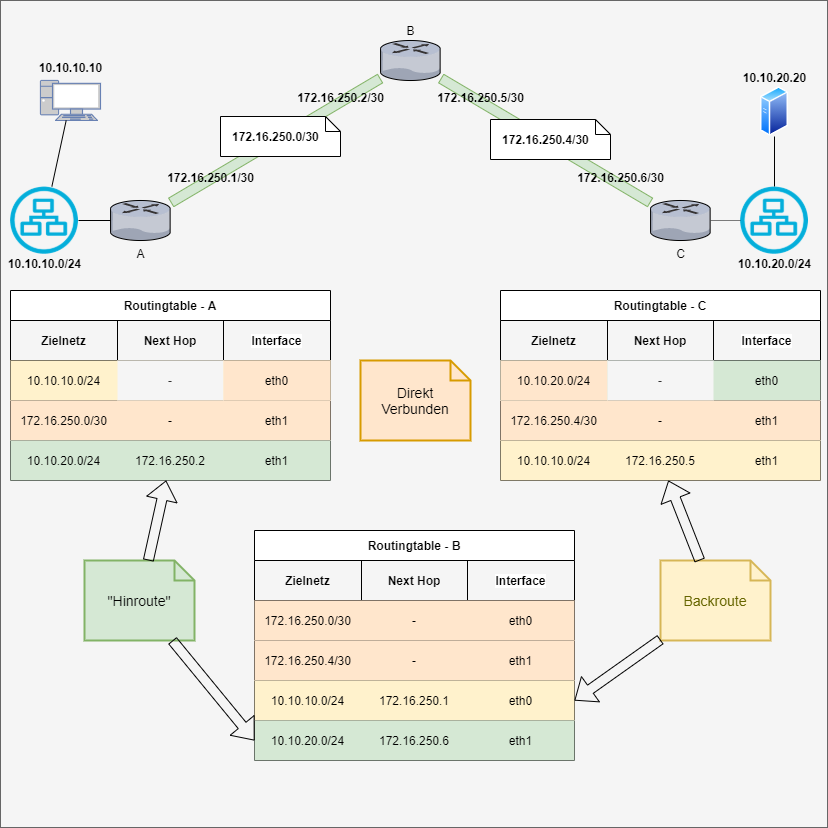 B
10.10.10.10
10.10.20.20
172.16.250.2/30
172.16.250.5/30
172.16.250.0/30
172.16.250.4/30
172.16.250.1/30
172.16.250.6/30
A
C
10.10.10.0/24
10.10.20.0/24
Routingtable - A
Zielnetz Next Hop Interface
10.10.10.0/24 - eth0
172.16.250.0/30 - eth1
10.10.20.0/24 172.16.250.2 eth1
Direkt
Verbunden
Routingtable - C
Zielnetz Next Hop Interface
10.10.20.0/24 - eth0
172.16.250.4/30 - eth1
10.10.10.0/24 172.16.250.5 eth1
"Hinroute"
Routingtable - B
Zielnetz Next Hop Interface
172.16.250.0/30 - eth0
172.16.250.4/30 - eth1
10.10.10.0/24 172.16.250.1 eth0
10.10.20.0/24 172.16.250.6 eth1
Backroute